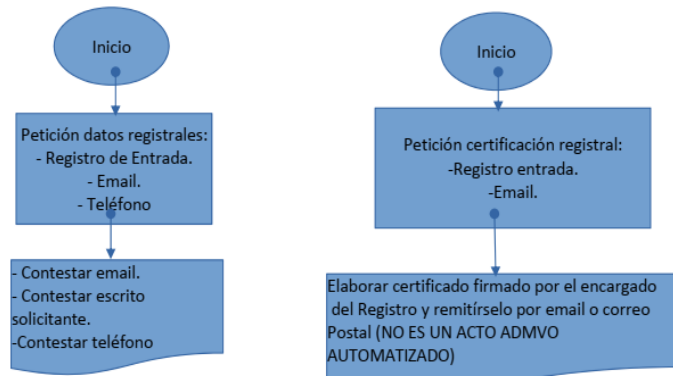 Inicio
Petición datos registrales:
- Registro de Entrada.
- Email.
- Teléfono
- Contestar email.
- Contestar escrito
solicitante.
-Contestar teléfono
Inicio
Petición certificación registral:
-Registro entrada.
-Email.
Elaborar certificado firmado por el encargado
del Registro y remitírselo por email o correo
Postal (NO ES UN ACTO ADMVO
AUTOMATIZADO)